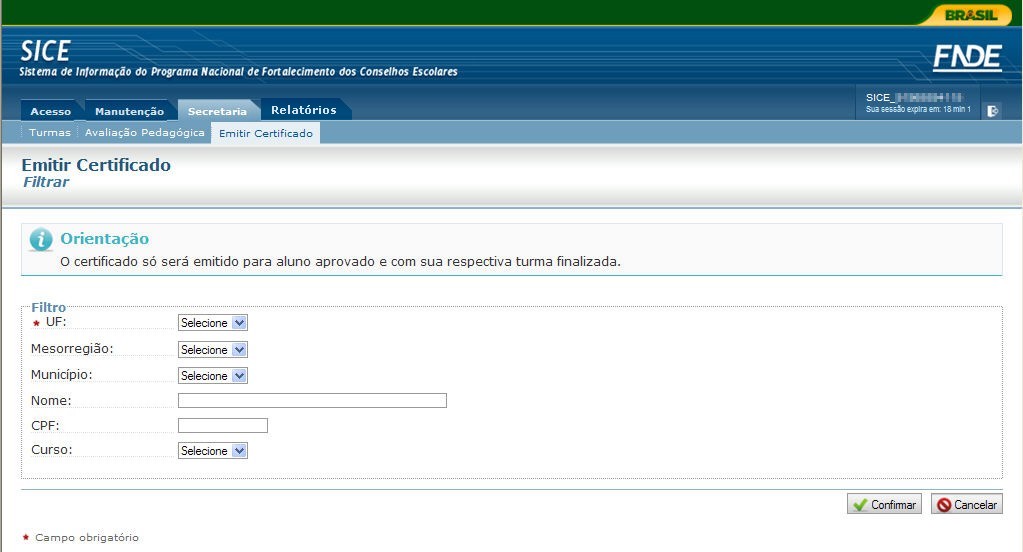 BRASIL
SICE
Sistema de Informação do Programa Nacional de Fortalecimento dos Conselhos Escolares
FNDE
Acesso Manutenção Secretaria Relatórios
SICE_
Sua sessão expira em: 18 min 1
Turmas Avaliação Pedagógica Emitir Certificado
Emitir Certificado
Filtrar
Orientação
O certificado só será emitido para aluno aprovado e com sua respectiva turma finalizada.
Filtro
* UF: Selecione
Mesorregião: Selecione
Município: Selecione
Nome:
CPF:
Curso: Selecione
Confirmar Cancelar
* Campo obrigatório